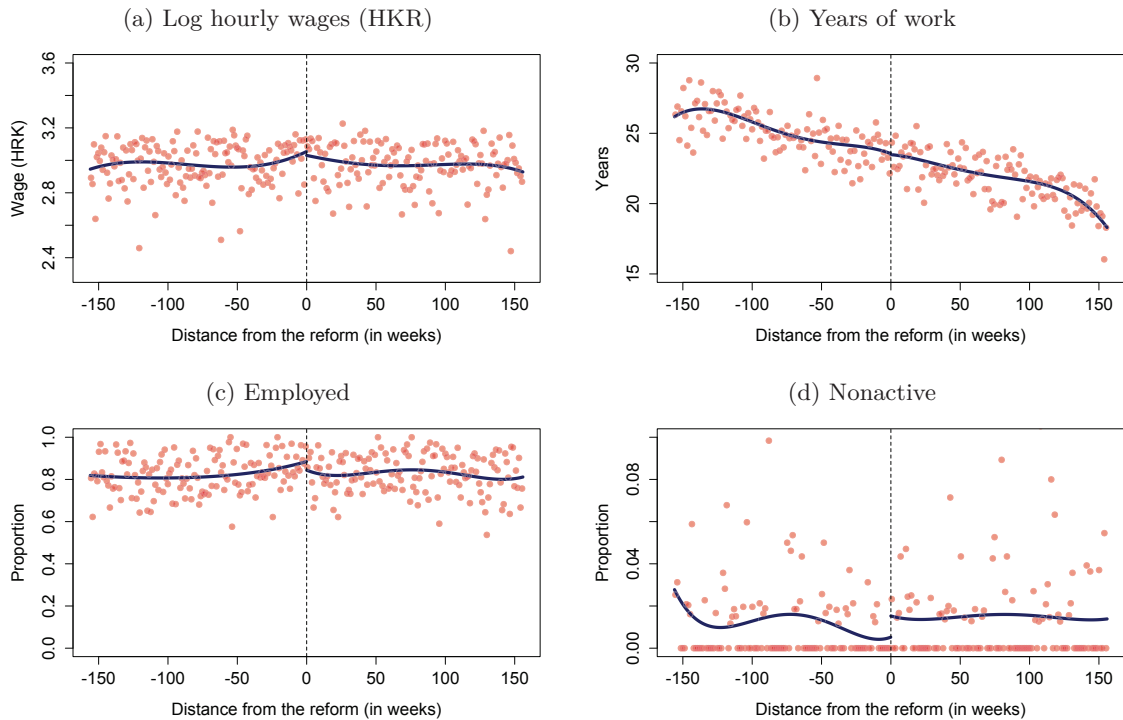 (a) Log hourly wages (HKR)
Wage (HRK)
3.6
3.2
2.8
2.4
-150 -100 -50 0 50 100 150
Distance from the reform (in weeks)
(b) Years of work
Years
30
25
20
15
-150 -100 -50 0 50 100 150
Distance from the reform (in weeks)
(c) Employed
Proportion
1.0
0.8
0.6
0.4
0.2
0.0
-150 -100 -50 0 50 100 150
Distance from the reform (in weeks)
(d) Nonactive
Proportion
0.08
0.04
0.00
-150 -100 -50 0 50 100 150
Distance from the reform (in weeks)